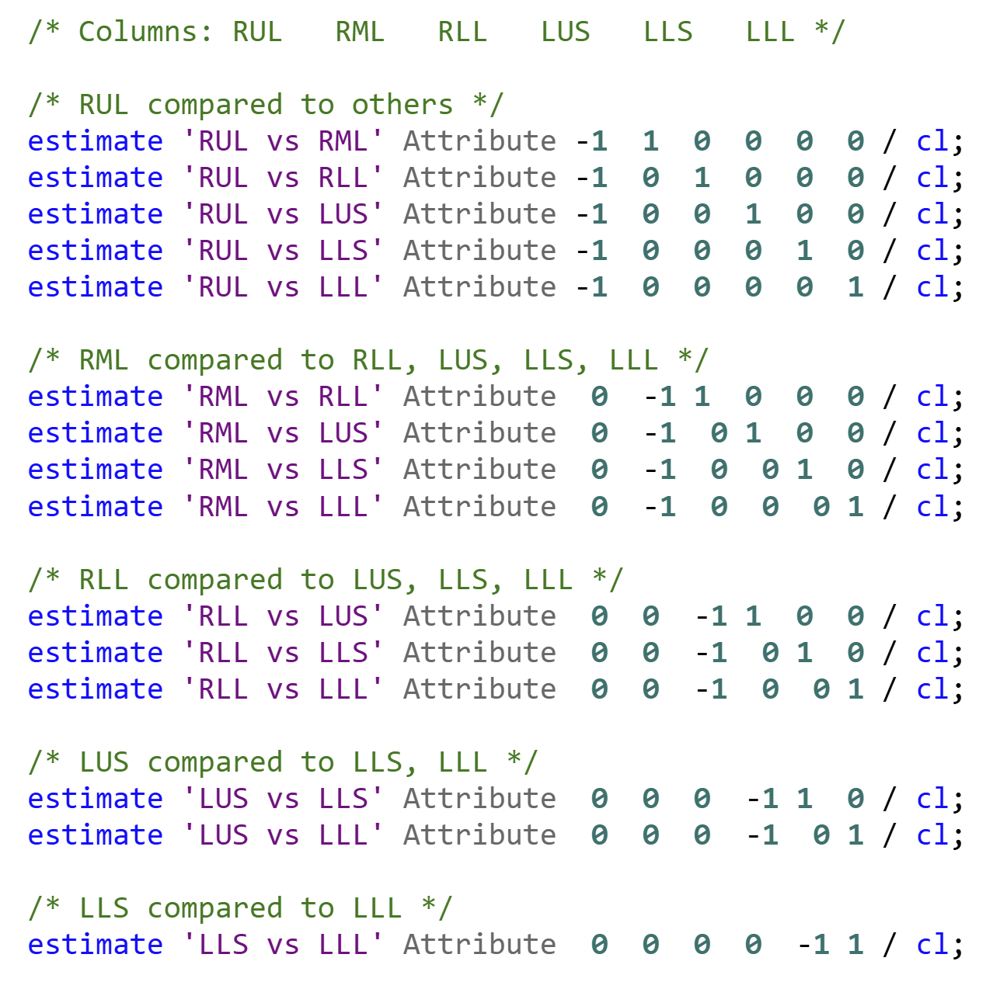 /* Columns: RUL   RML   RLL   LUS   LLS   LLL */

/* RUL compared to others */
estimate 'RUL vs RML' Attribute -1  1  0  0  0  0 / cl;
estimate 'RUL vs RLL' Attribute -1  0  1  0  0  0 / cl;
estimate 'RUL vs LUS' Attribute -1  0  0  1  0  0 / cl;
estimate 'RUL vs LLS' Attribute -1  0  0  0  1  0 / cl;
estimate 'RUL vs LLL' Attribute -1  0  0  0  0  1 / cl;

/* RML compared to RLL, LUS, LLS, LLL */
estimate 'RML vs RLL' Attribute  0  -1 1  0  0  0 / cl;
estimate 'RML vs LUS' Attribute  0  -1  0 1  0  0 / cl;
estimate 'RML vs LLS' Attribute  0  -1  0  0 1  0 / cl;
estimate 'RML vs LLL' Attribute  0  -1  0  0  0 1 / cl;

/* RLL compared to LUS, LLS, LLL */
estimate 'RLL vs LUS' Attribute  0  0  -1 1  0  0 / cl;
estimate 'RLL vs LLS' Attribute  0  0  -1  0 1  0 / cl;
estimate 'RLL vs LLL' Attribute  0  0  -1  0  0 1 / cl;

/* LUS compared to LLS, LLL */
estimate 'LUS vs LLS' Attribute  0  0  0  -1 1  0 / cl;
estimate 'LUS vs LLL' Attribute  0  0  0  -1  0 1 / cl;

/* LLS compared to LLL */
estimate 'LLS vs LLL' Attribute  0  0  0  0  -1 1 / cl;